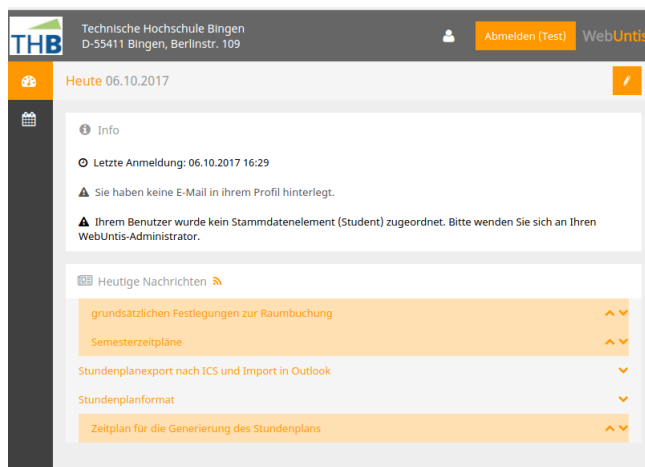 THB
Technische Hochschule Bingen
D-55411 Bingen, Berlinstr. 109
Abmelden (Test)
WebUntis
Heute 06.10.2017
Info
Letzte Anmeldung: 06.10.2017 16:29
Sie haben keine E-Mail in ihrem Profil hinterlegt.
Ihrem Benutzer wurde kein Stammdatenelement (Student) zugeordnet. Bitte wenden Sie sich an Ihren
WebUntis-Administrator.
Heutige Nachrichten
grundsätzlichen Festlegungen zur Raumbuchung
Semesterzeitpläne
Stundenplanexport nach ICS und Import in Outlook
Stundenplanformat
Zeitplan für die Generierung des Stundenplans